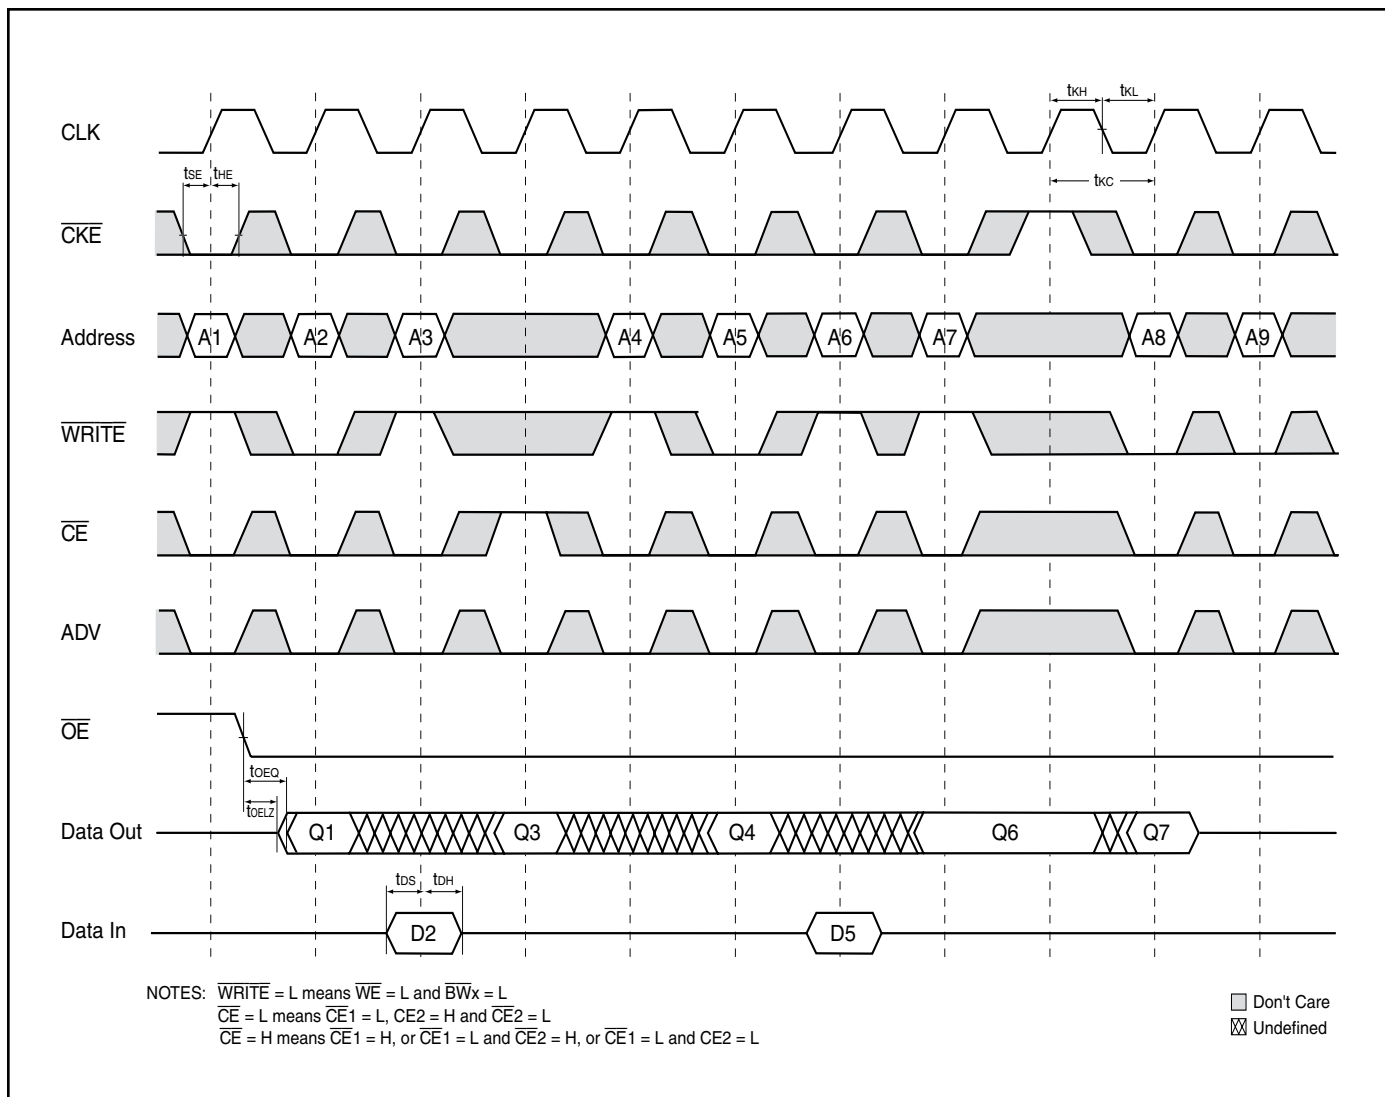 tKH tKL
CLK
tSE tHE
tKC
CKE
Address A1 A2 A3 A4 A5 A6 A7 A8 A9
WRITE
CE
ADV
OE
tOEQ
tOELZ
Data Out Q1 Q3 Q4 Q6 Q7
tDS tDH
Data In D2 D5
NOTES: WRITE = L means WE = L and BWx = L
CE = L means CE1 = L, CE2 = H and CE2 = L
CE = H means CE1 = H, or CE1 = L and CE2 = H, or CE1 = L and CE2 = L
Don't Care
Undefined